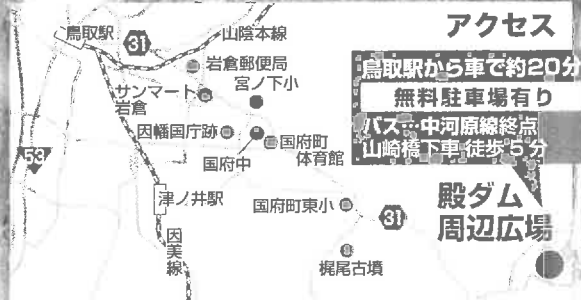 アクセス
鳥取駅から車で約20分
無料駐車場有り
バス…中河原線終点
山崎橋下車 徒歩5分
殿ダム
周辺広場
鳥取駅
31
山陰本線
岩倉郵便局
サンマート
岩倉
宮ノ下小
因幡国庁跡
国府中
国府町
体育館
53
津ノ井駅
因美線
国府町東小
31
梶尾古墳